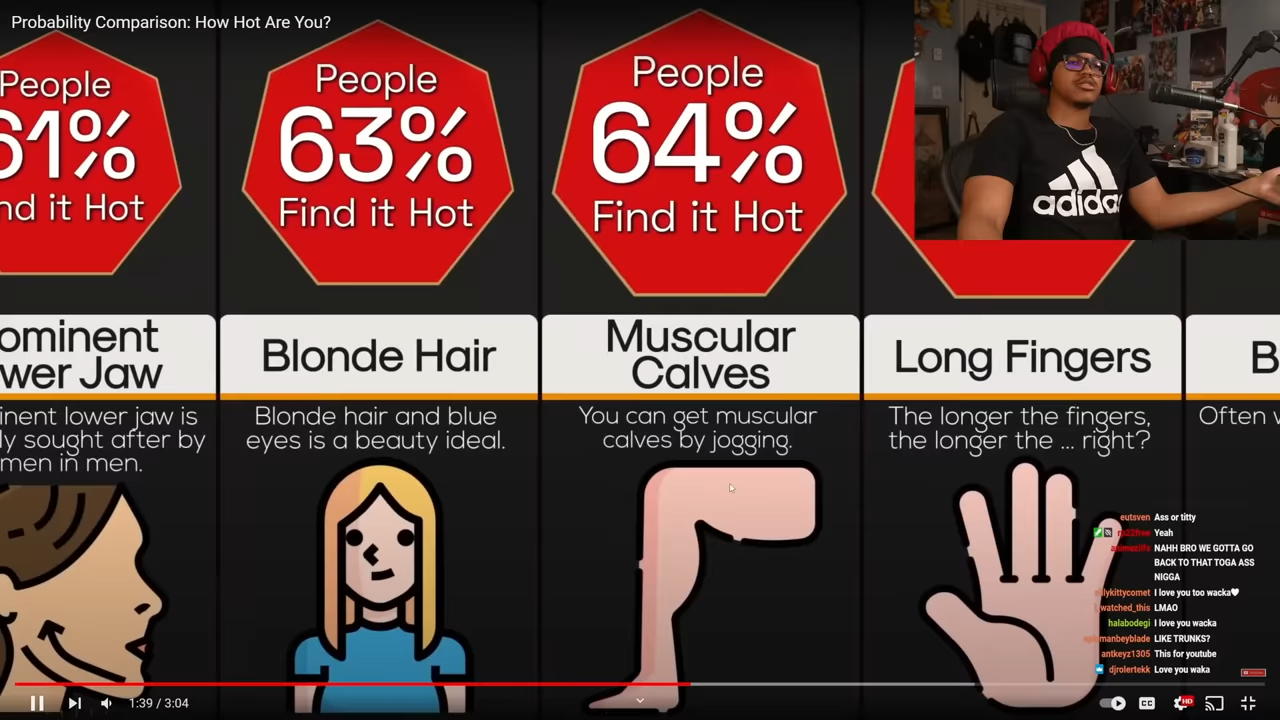 Probability Comparison: How Hot Are You?
People
61%
nd it Hot
People
63%
Find it Hot
People
64%
Find it Hot
adidas
ominent
wer Jaw
Blonde Hair
Muscular
Calves
Long Fingers
B
inent lower jaw is
ly sought after by
men in men.
Blonde hair and blue
eyes is a beauty ideal.
You can get muscular
calves by jogging.
The longer the fingers,
the longer the ... right?
Often w
eutsven Ass or titty
Yeah
NAHH BRO WE GOTTA GO
BACK TO THAT TOGA ASS
NIGGA
I love you too wacka♥
watched_this LMAO
halabodegi I love you wacka
manbeyblade LIKE TRUNKS?
antkeyz1305 This for youtube
djrolertekk Love you waka
1:39 / 3:04
CC
HD